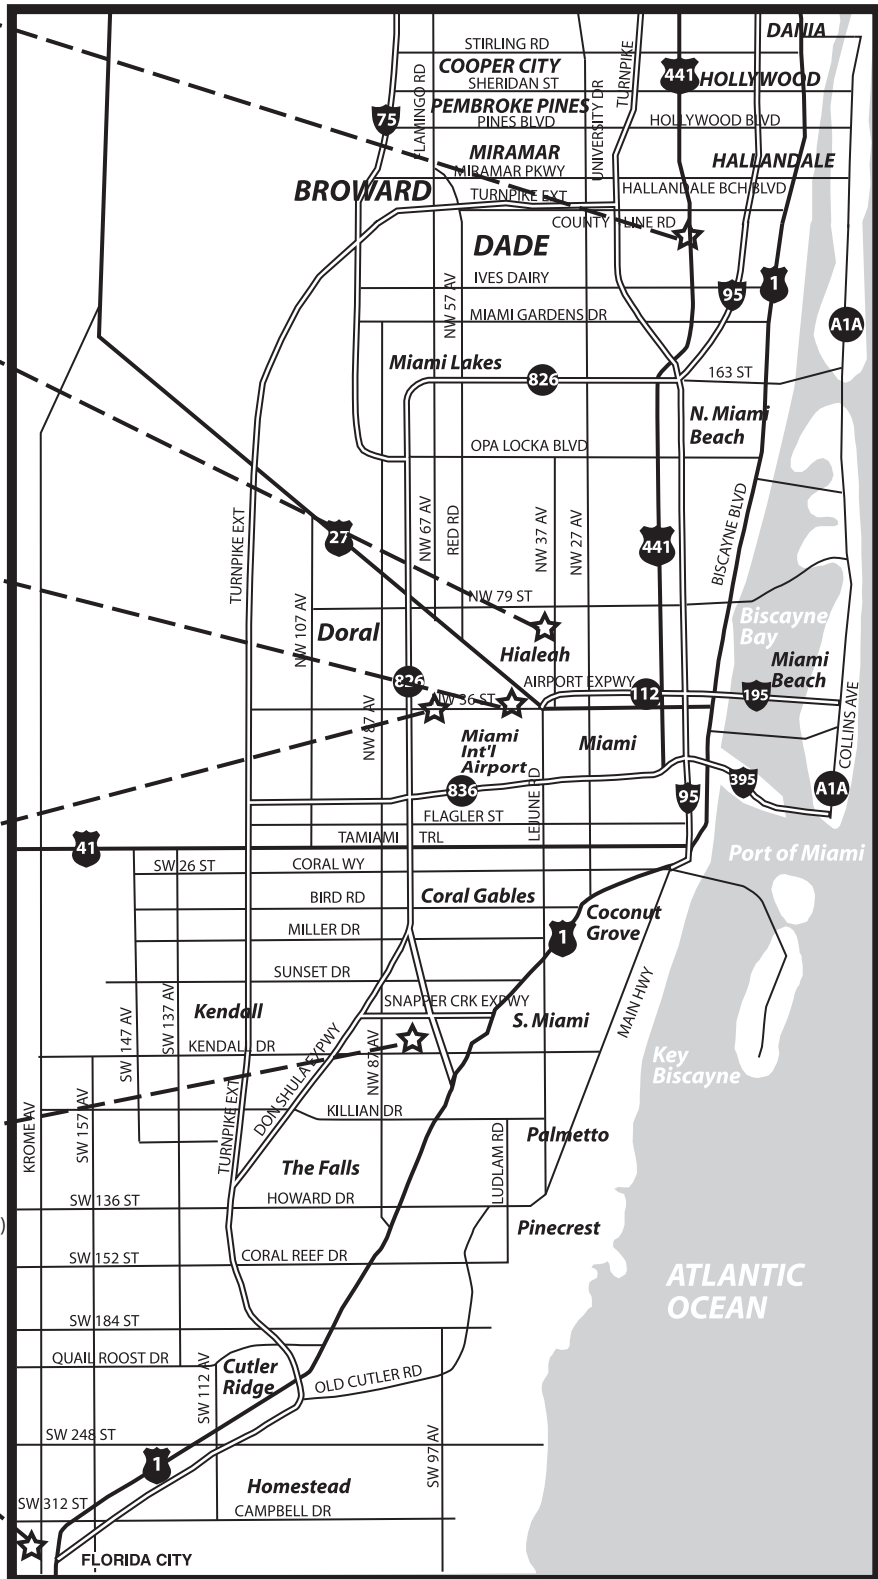 DANIA
STIRLING RD
COOPER CITY
SHERIDAN ST
441
HOLLYWOOD
FLAMINGO RD
UNIVERSITY DR
TURNPIKE
PEMBROKE PINES
PINES BLVD
75
HOLLYWOOD BLVD
MIRAMAR
MIRAMAR PKWY
HALLANDALE
BROWARD
TURNPIKE EXT
HALLANDALE BCH BLVD
COUNTY LINE RD
DADE
IVES DAIRY
NW 57 AV
95
1
MIAMI GARDENS DR
A1A
Miami Lakes
826
163 ST
N. Miami
Beach
OPA LOCKA BLVD
TURNPIKE EXT
27
NW 67 AV
RED RD
NW 37 AV
NW 27 AV
441
BISCAYNE BLVD
NW 79 ST
NW 107 AV
Doral
Hialeah
Biscayne
Bay
Miami
Beach
826
AIRPORT EXPWY
112
195
NW 36 ST
NW 87 AV
COLLINS AVE
Miami
Int'l
Airport
Miami
LEJUNE RD
836
95
395
A1A
FLAGLER ST
TAMIAMI TRL
41
Port of Miami
SW 26 ST
CORAL WY
BIRD RD
Coral Gables
Coconut
Grove
MILLER DR
1
SUNSET DR
SNAPPER CRK EXPWY
Kendall
S. Miami
MAIN HWY
SW 147 AV
SW 137 AV
KENDALL DR
NW 87 AV
DON SHULA EXPWY
Key
Biscayne
KROME AV
SW 157 AV
TURNPIKE EXT
KILLIAN DR
LUDLAM RD
Palmetto
The Falls
SW 136 ST
HOWARD DR
)
Pinecrest
SW 152 ST
CORAL REEF DR
ATLANTIC
OCEAN
SW 184 ST
QUAIL ROOST DR
SW 112 AV
Cutler
Ridge
OLD CUTLER RD
SW 248 ST
SW 97 AV
1
Homestead
SW 312 ST
CAMPBELL DR
FLORIDA CITY